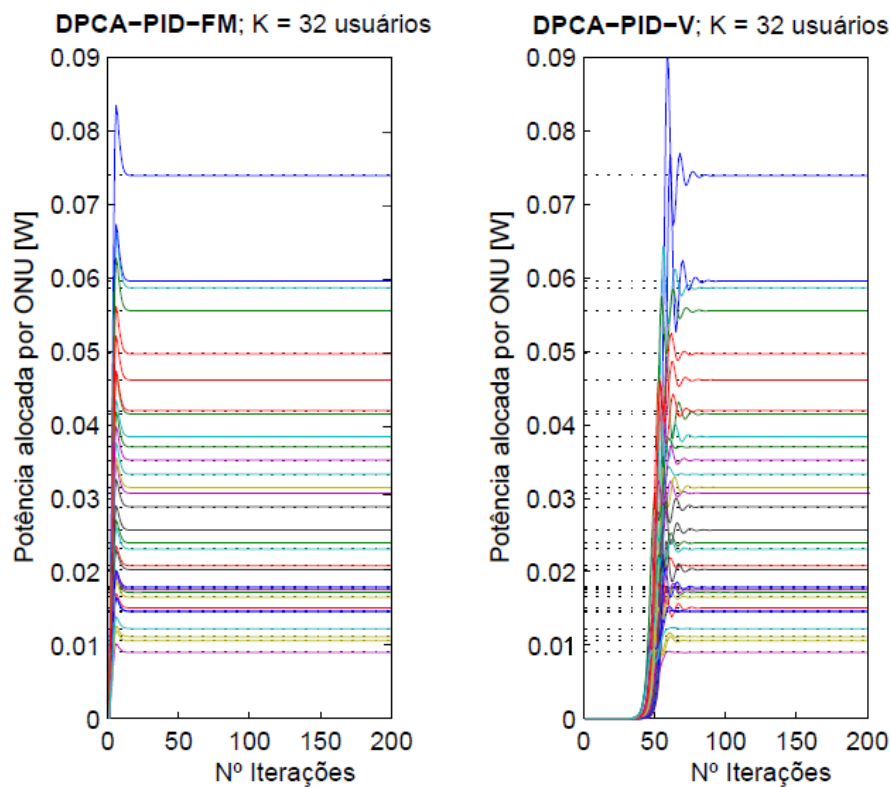 DPCA−PID−FM; K = 32 usuários
Potência alocada por ONU [W]
0.09
0.08
0.07
0.06
0.05
0.04
0.03
0.02
0.01
0
0 50 100 150 200
Nº Iterações
DPCA−PID−V; K = 32 usuários
Potência alocada por ONU [W]
0.09
0.08
0.07
0.06
0.05
0.04
0.03
0.02
0.01
0
0 50 100 150 200
Nº Iterações